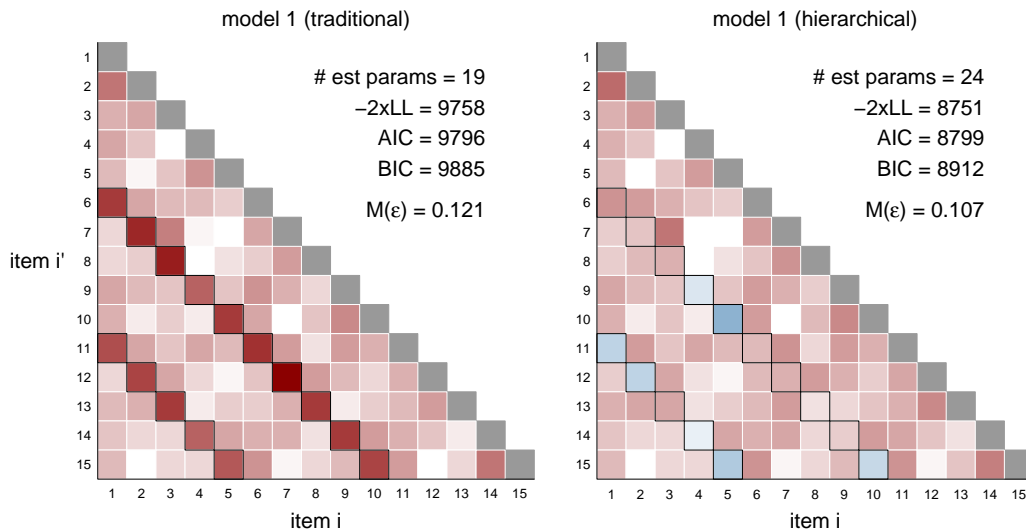 model 1 (traditional)
# est params = 19
−2xLL = 9758
AIC = 9796
BIC = 9885
M(ε) = 0.121
item i'
1
2
3
4
5
6
7
8
9
10
11
12
13
14
15
1 2 3 4 5 6 7 8 9 10 11 12 13 14 15
item i
model 1 (hierarchical)
# est params = 24
−2xLL = 8751
AIC = 8799
BIC = 8912
M(ε) = 0.107
1
2
3
4
5
6
7
8
9
10
11
12
13
14
15
1 2 3 4 5 6 7 8 9 10 11 12 13 14 15
item i